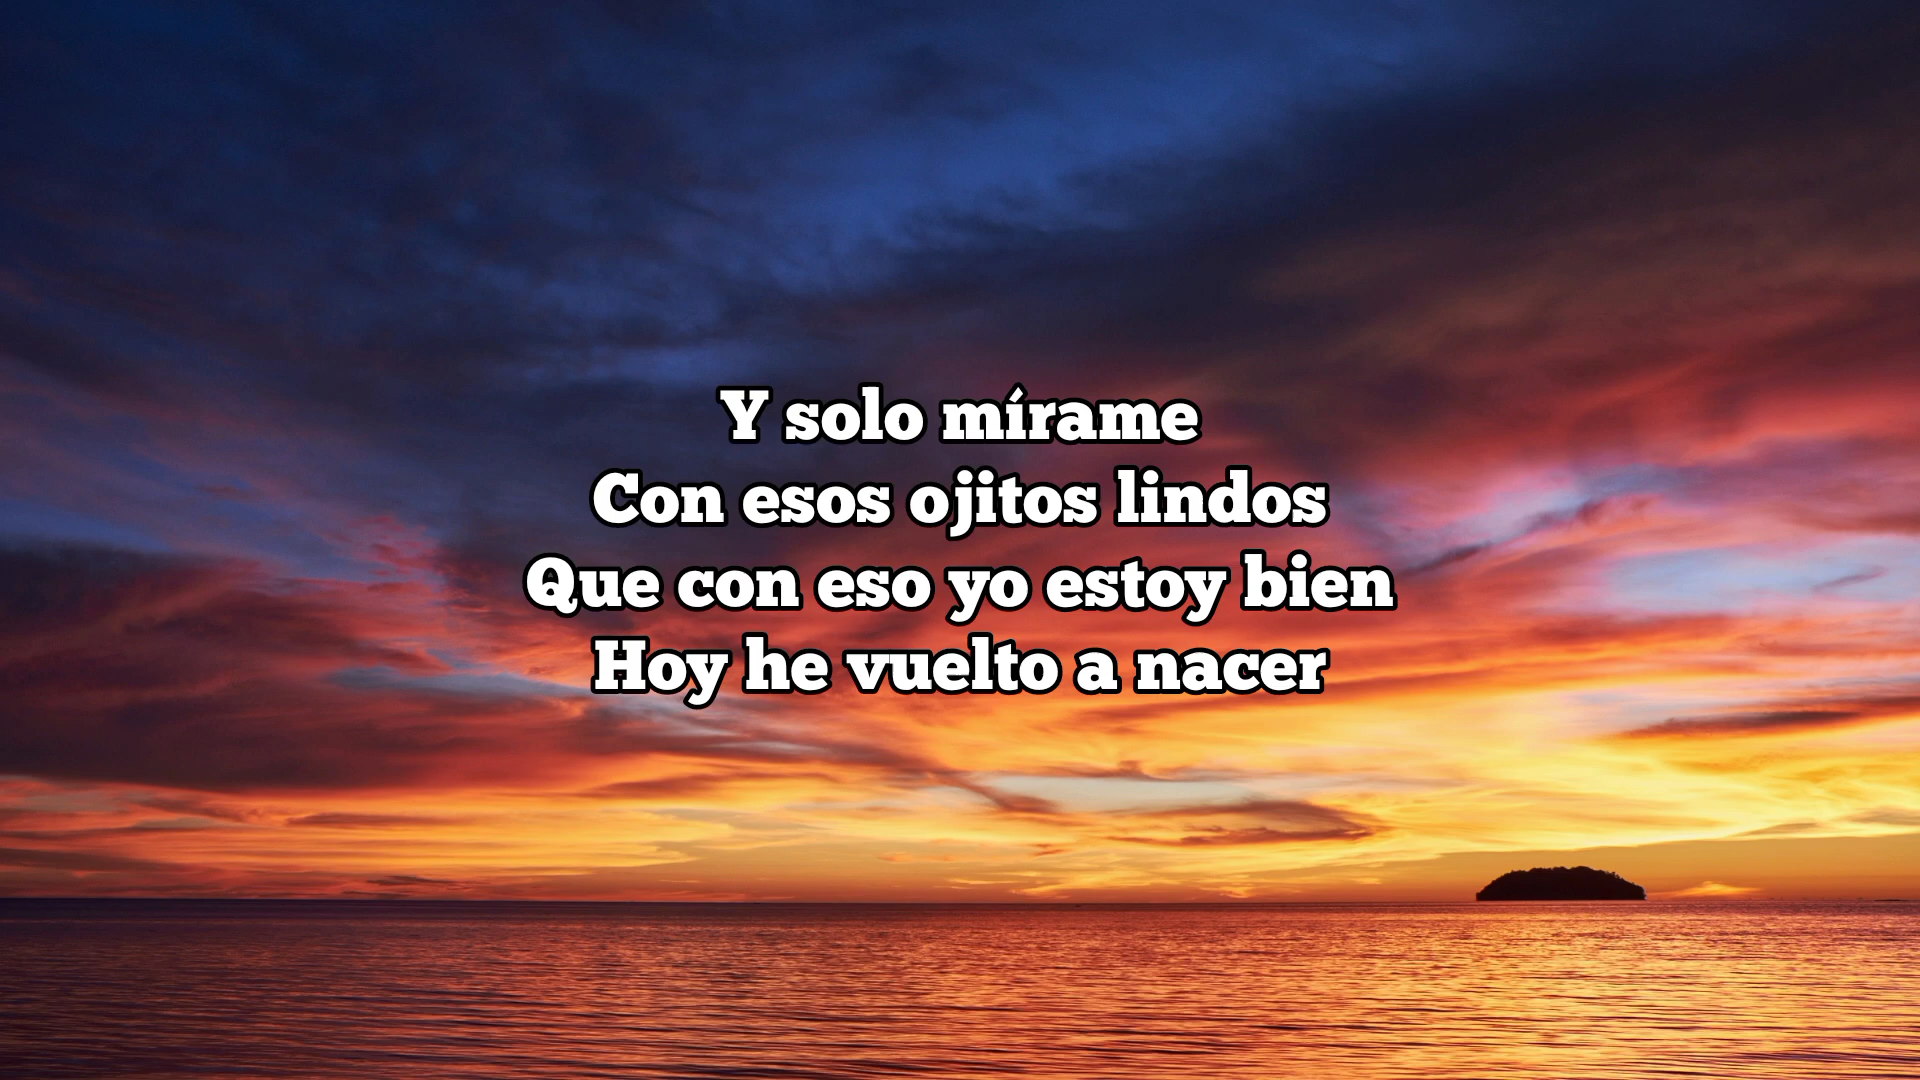 Y solo mírame
Con esos ojitos lindos
Que con eso yo estoy bien
Hoy he vuelto a nacer